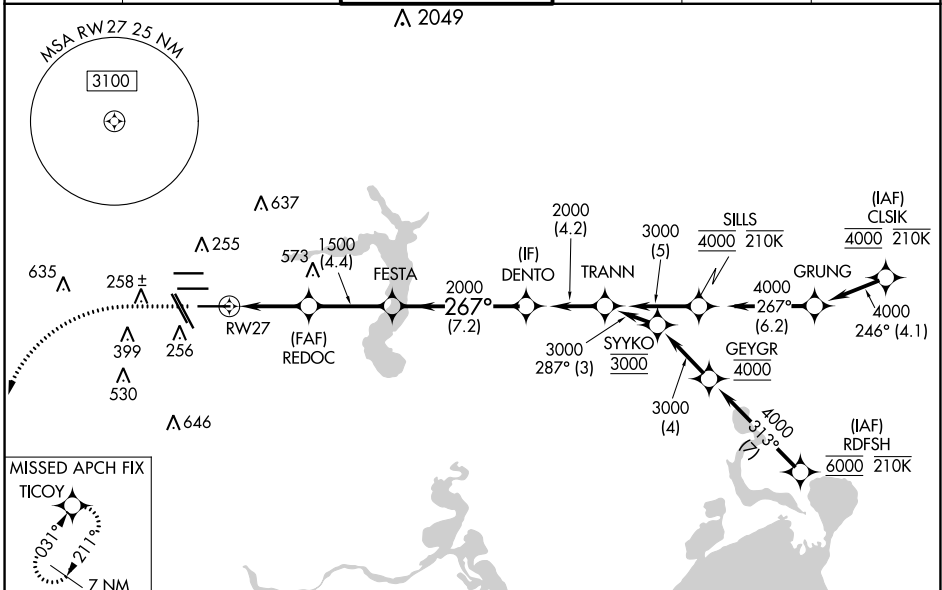 2049
MSA RW27 25 NM
3100
637
255
573
1500
(4.4)
635
258 ±
399
256
530
646
RW27
(FAF)
REDOC
FESTA
2000
267°
(7.2)
(IF)
DENTO
2000
(4.2)
TRANN
3000
(5)
SILLS
4000 210K
GRUNG
4000
267°
(6.2)
(IAF)
CLSIK
4000 210K
4000
246° (4.1)
3000
287° (3)
SYYKO
3000
GEYGR
4000
3000
(4)
4000
313°
(7)
(IAF)
RDFSH
6000 210K
MISSED APCH FIX
TICOY
031°
211°
7 NM